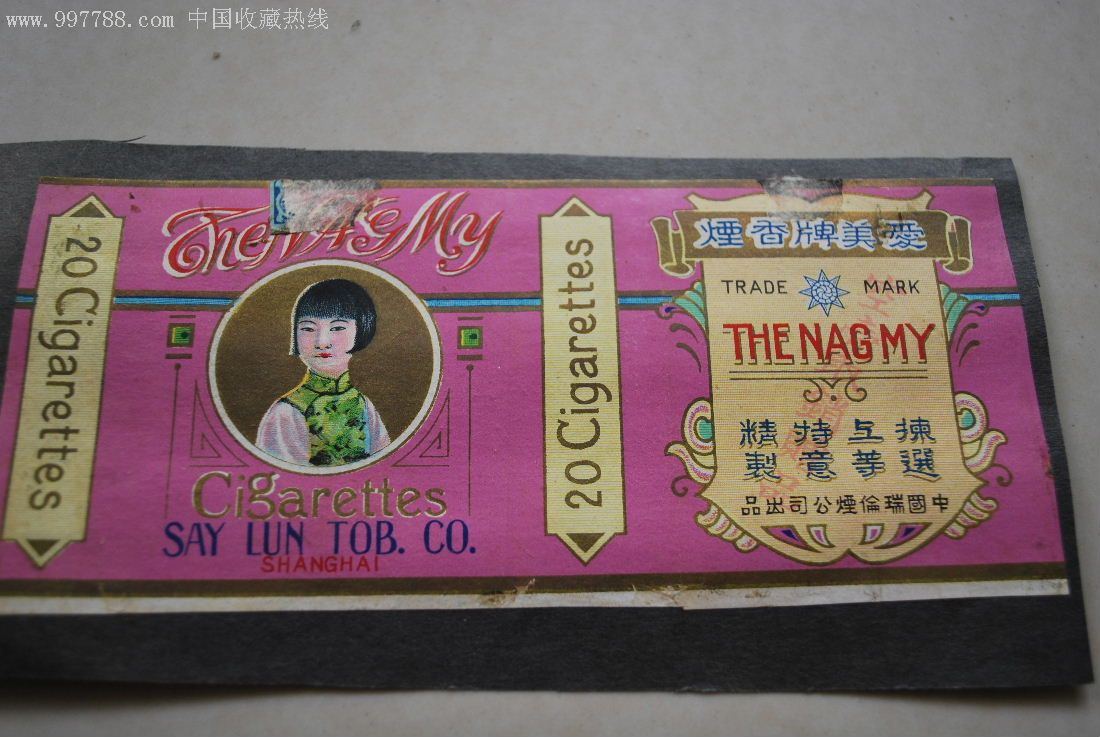 www.997788.com 中国收藏热线
20 Cigarettes
The NAG My
Cigarettes
SAY LUN TOB. CO.
SHANGHAI
20 Cigarettes
愛美牌香煙
TRADE MARK
THE NAG MY
揀選
上等
特意
精製
中國瑞倫煙公司出品